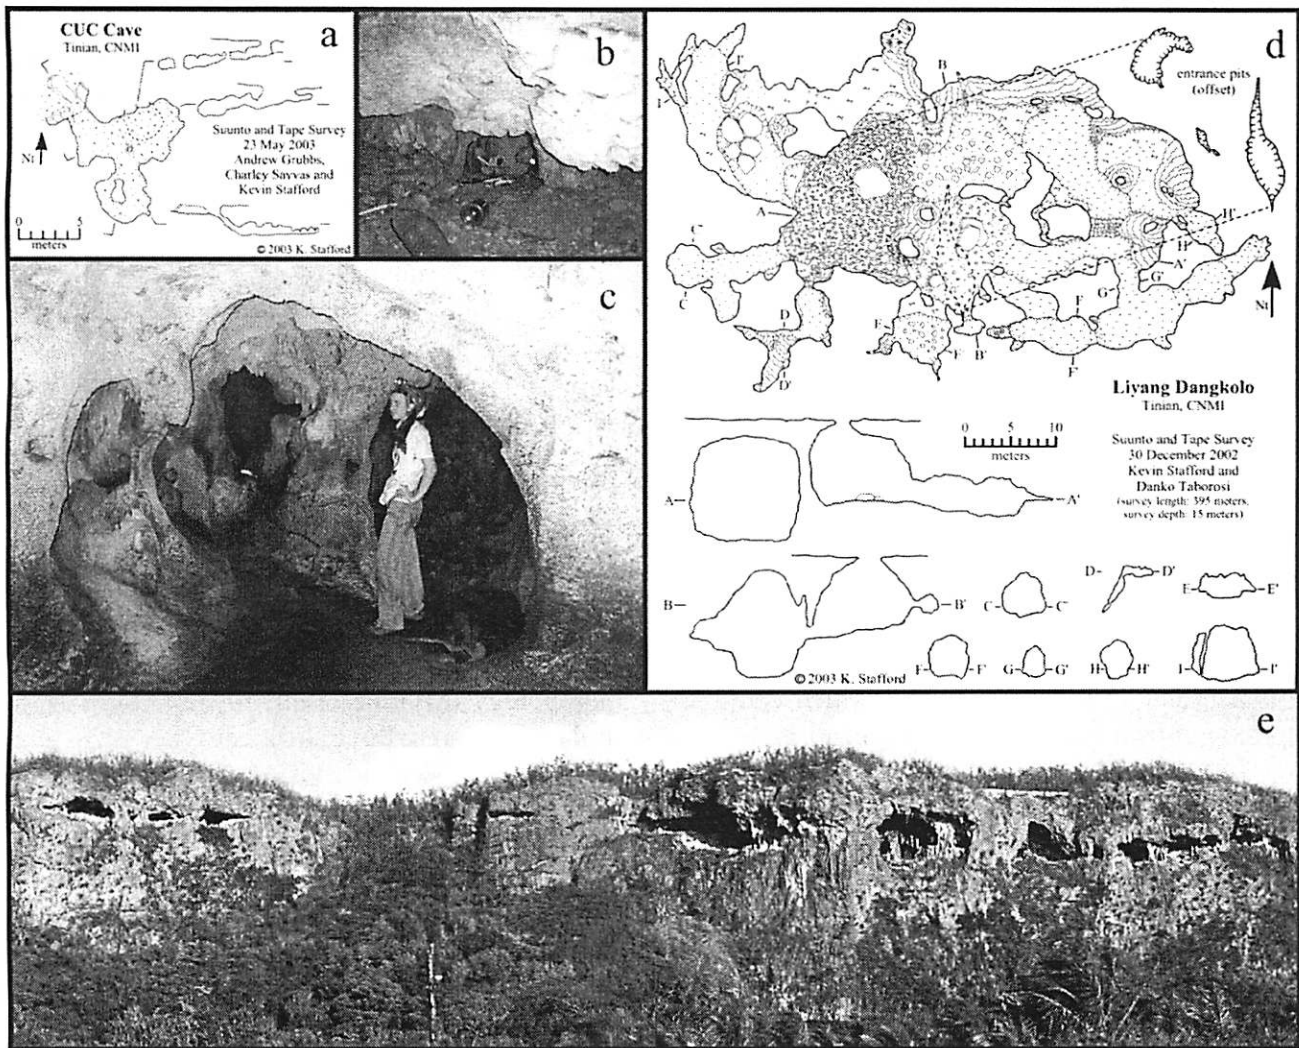 CUC Cave
Tinian, CNMI
a
Suunto and Tape Survey
23 May 2003
Andrew Grubbs,
Charley Savvas and
Kevin Stafford
Nt
0 5
meters
© 2003 K. Stafford
b
c
d
entrance pits
(offset)
I
I'
B
A
C'
C
D
D'
E
E'
B'
F
F'
G
G'
H
H'
A'
Nt
Liyang Dangkolo
Tinian, CNMI
0 5 10
meters
Suunto and Tape Survey
30 December 2002
Kevin Stafford and
Danko Taborosi
(survey length: 395 meters,
survey depth: 15 meters)
A A'
B B'
C C'
D D'
E E'
F F'
G G'
H H'
I I'
© 2003 K. Stafford
e